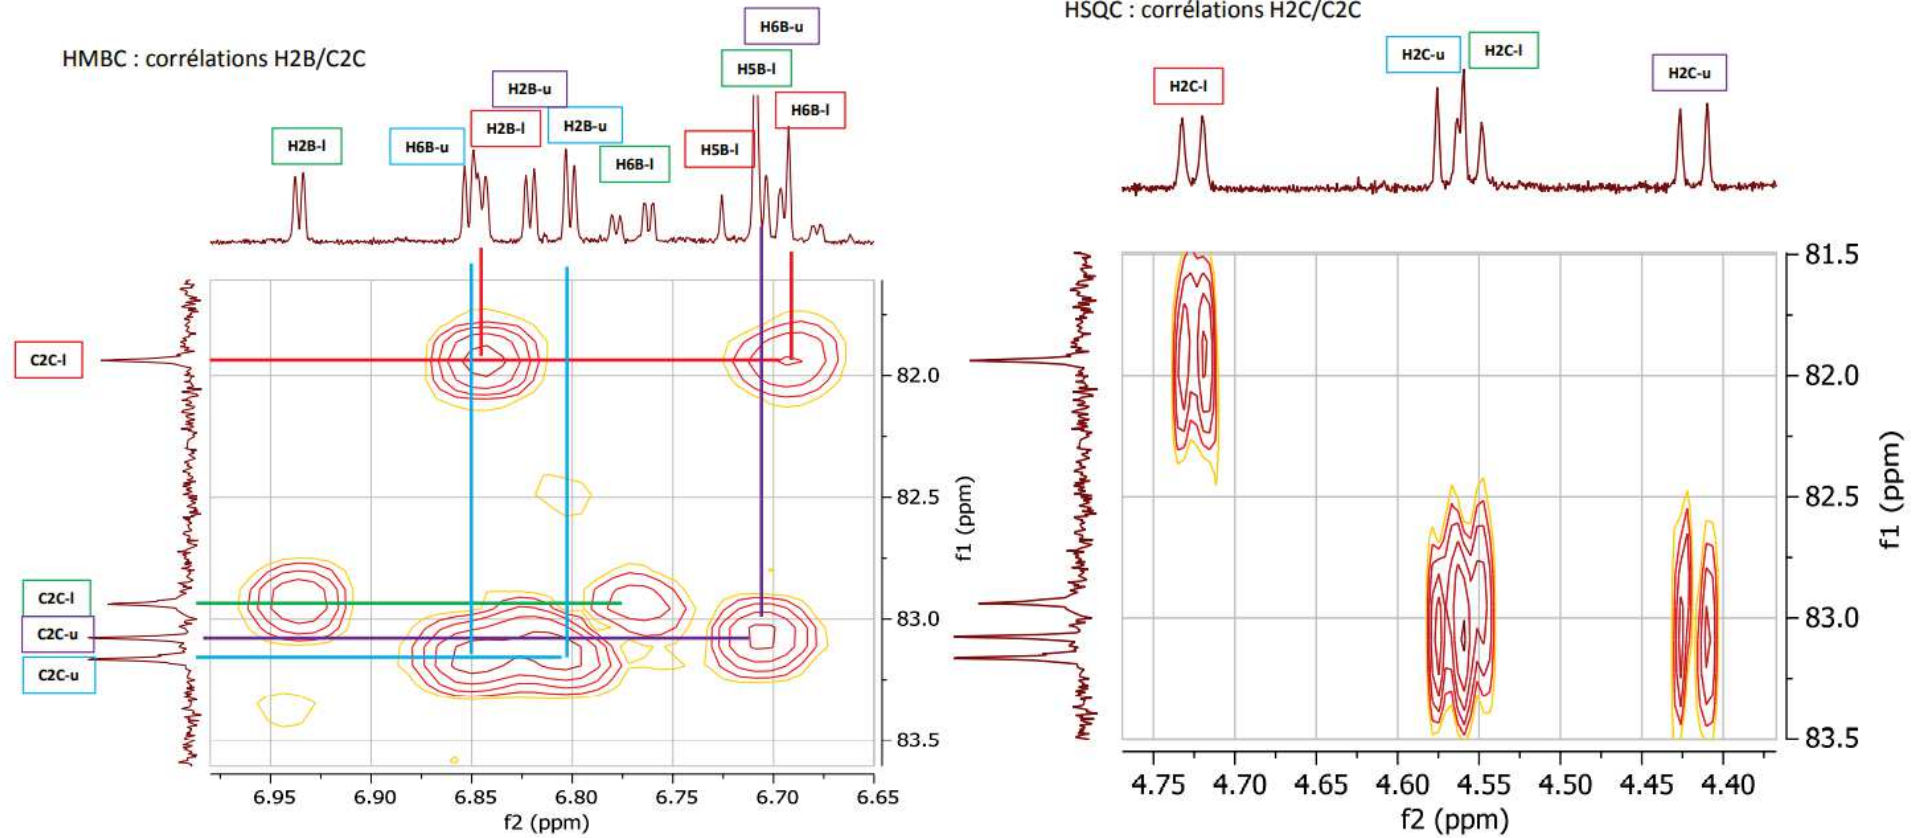 HMBC : corrélations H2B/C2C
H6B-u
H5B-l
H2B-u
H6B-l
H2B-l
H2B-u
H2B-l
H6B-u
H6B-l
H5B-l
C2C-l
C2C-l
C2C-u
C2C-u
82.0
82.5
83.0
83.5
f1 (ppm)
6.95 6.90 6.85 6.80 6.75 6.70 6.65
f2 (ppm)
HSQC : corrélations H2C/C2C
H2C-l
H2C-u
H2C-l
H2C-u
81.5
82.0
82.5
83.0
83.5
f1 (ppm)
4.75 4.70 4.65 4.60 4.55 4.50 4.45 4.40
f2 (ppm)